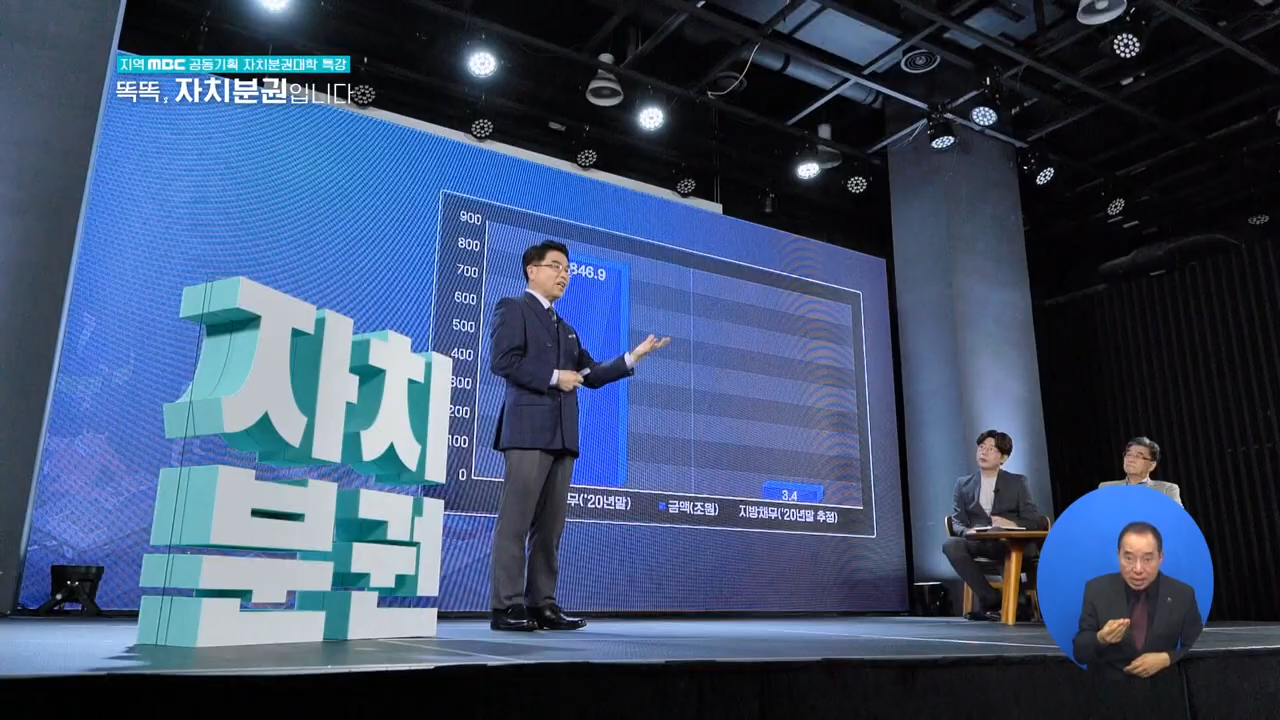 지역 MBC 공동기획 자치분권대학 특강
똑똑, 자치분권입니다
900
800
700
600
500
400
300
200
100
0
846.9
3.4
무('20년말)
금액(조원)
지방채무('20년말 추정)
자치
분권